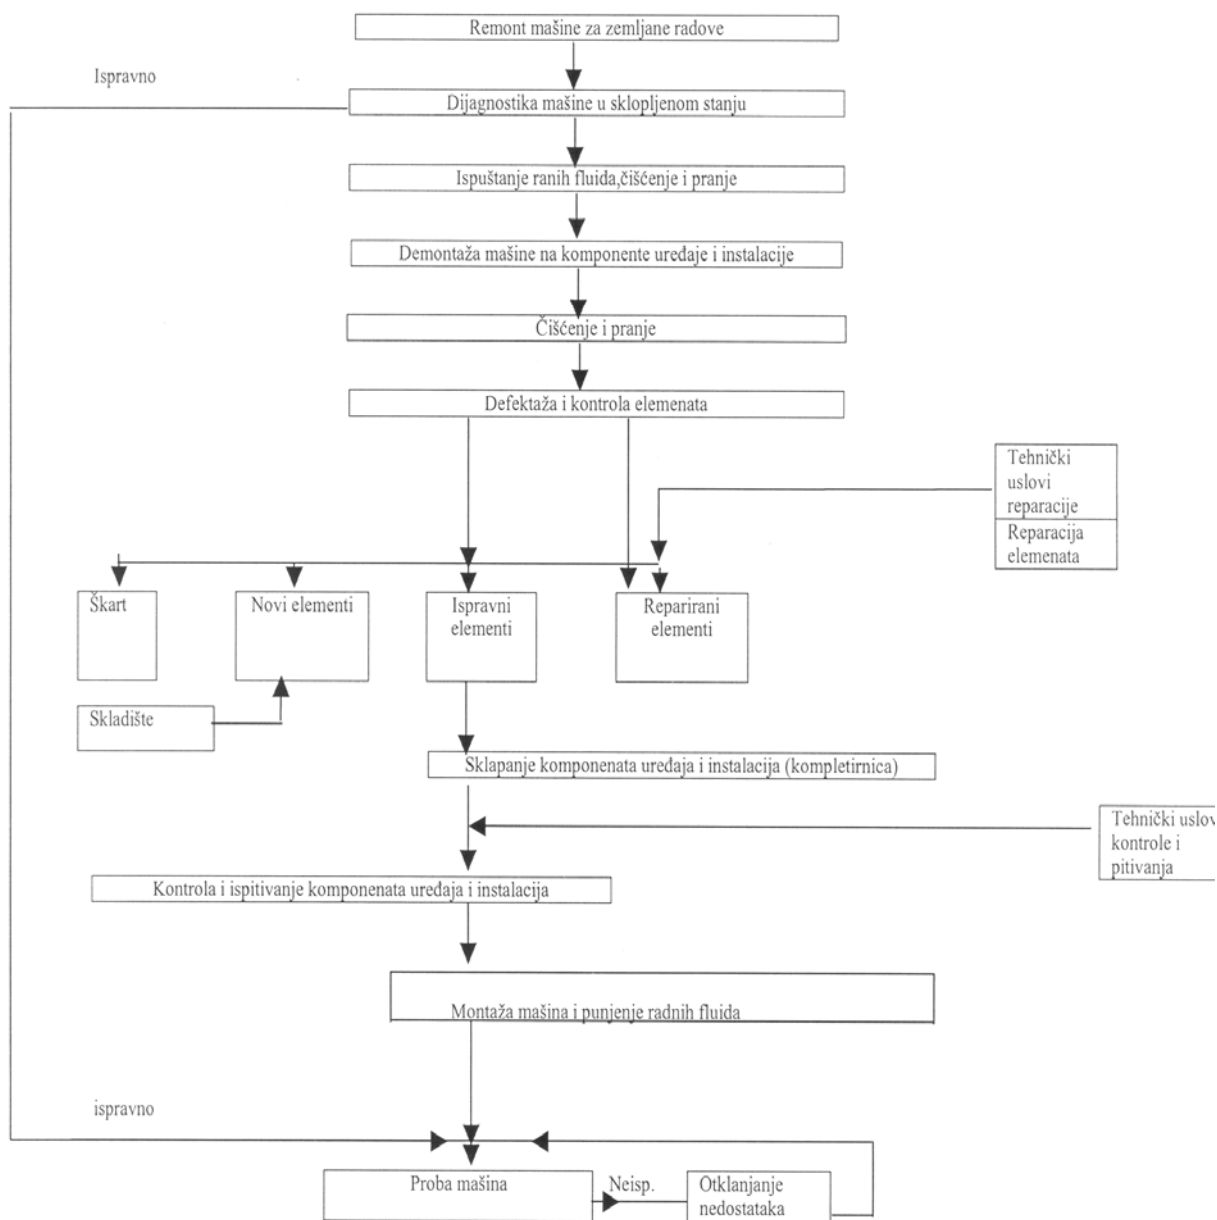 Remont mašine za zemljane radove
Ispravno
Dijagnostika mašine u sklopljenom stanju
Ispuštanje ranih fluida,čišćenje i pranje
Demontaža mašine na komponente uređaje i instalacije
Čišćenje i pranje
Defektaža i kontrola elemenata
Tehnički
uslovi
reparacije
Reparacija
elemenata
Škart
Novi elementi
Ispravni
elementi
Reparirani
elementi
Skladište
Sklapanje komponenata uređaja i instalacija (kompletirnica)
Tehnički uslov
kontrole i
pitivanja
Kontrola i ispitivanje komponenata uređaja i instalacija
Montaža mašina i punjenje radnih fluida
ispravno
Proba mašina
Neisp.
Otklanjanje
nedostataka